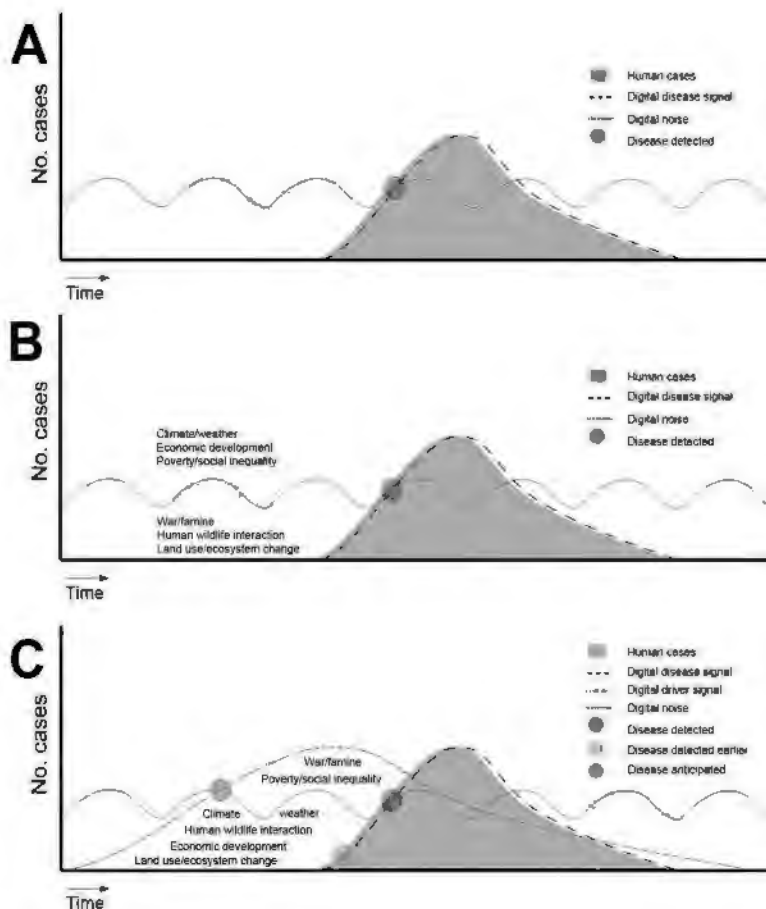 A
No. cases
Human cases
Digital disease signal
Digital noise
Disease detected
Time
B
No. cases
Human cases
Digital disease signal
Digital noise
Disease detected
Climate/weather
Economic development
Poverty/social inequality
War/famine
Human wildlife interaction
Land use/ecosystem change
Time
C
No. cases
Human cases
Digital disease signal
Digital driver signal
Digital noise
Disease detected
Disease detected earlier
Disease anticipated
War/famine
Poverty/social inequality
Climate weather
Human wildlife interaction
Economic development
Land use/ecosystem change
Time